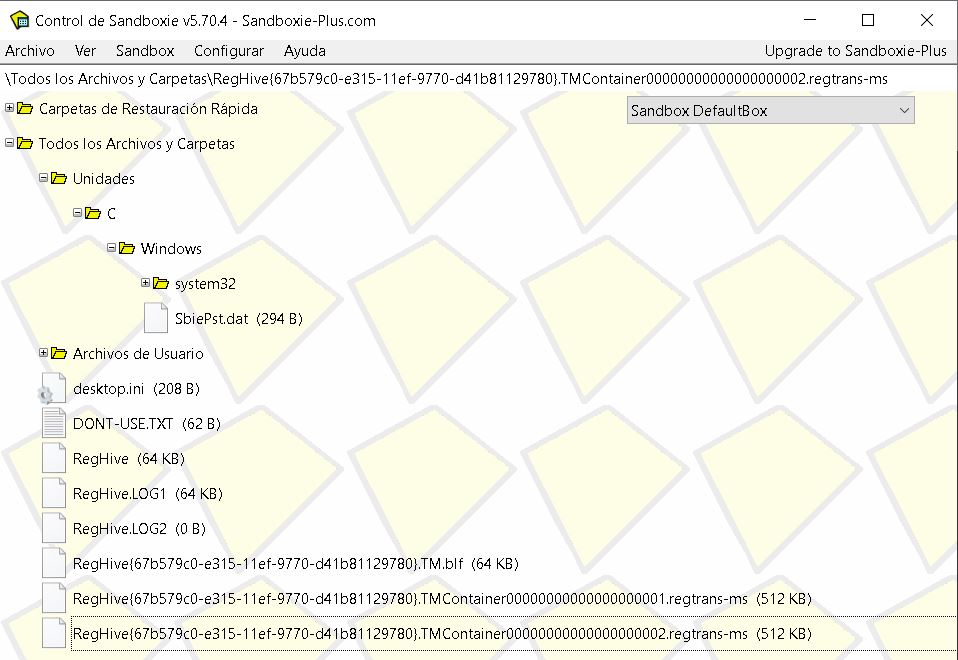 Control de Sandboxie v5.70.4 - Sandboxie-Plus.com
Archivo Ver Sandbox Configurar Ayuda Upgrade to Sandboxie-Plus
\Todos los Archivos y Carpetas\RegHive{67b579c0-e315-11ef-9770-d41b81129780}.TMContainer00000000000000000002.regtrans-ms
Carpetas de Restauración Rápida
Sandbox DefaultBox
Todos los Archivos y Carpetas
Unidades
C
Windows
system32
SbiePst.dat (294 B)
Archivos de Usuario
desktop.ini (208 B)
DONT-USE.TXT (62 B)
RegHive (64 KB)
RegHive.LOG1 (64 KB)
RegHive.LOG2 (0 B)
RegHive{67b579c0-e315-11ef-9770-d41b81129780}.TM.blf (64 KB)
RegHive{67b579c0-e315-11ef-9770-d41b81129780}.TMContainer00000000000000000001.regtrans-ms (512 KB)
RegHive{67b579c0-e315-11ef-9770-d41b81129780}.TMContainer00000000000000000002.regtrans-ms (512 KB)